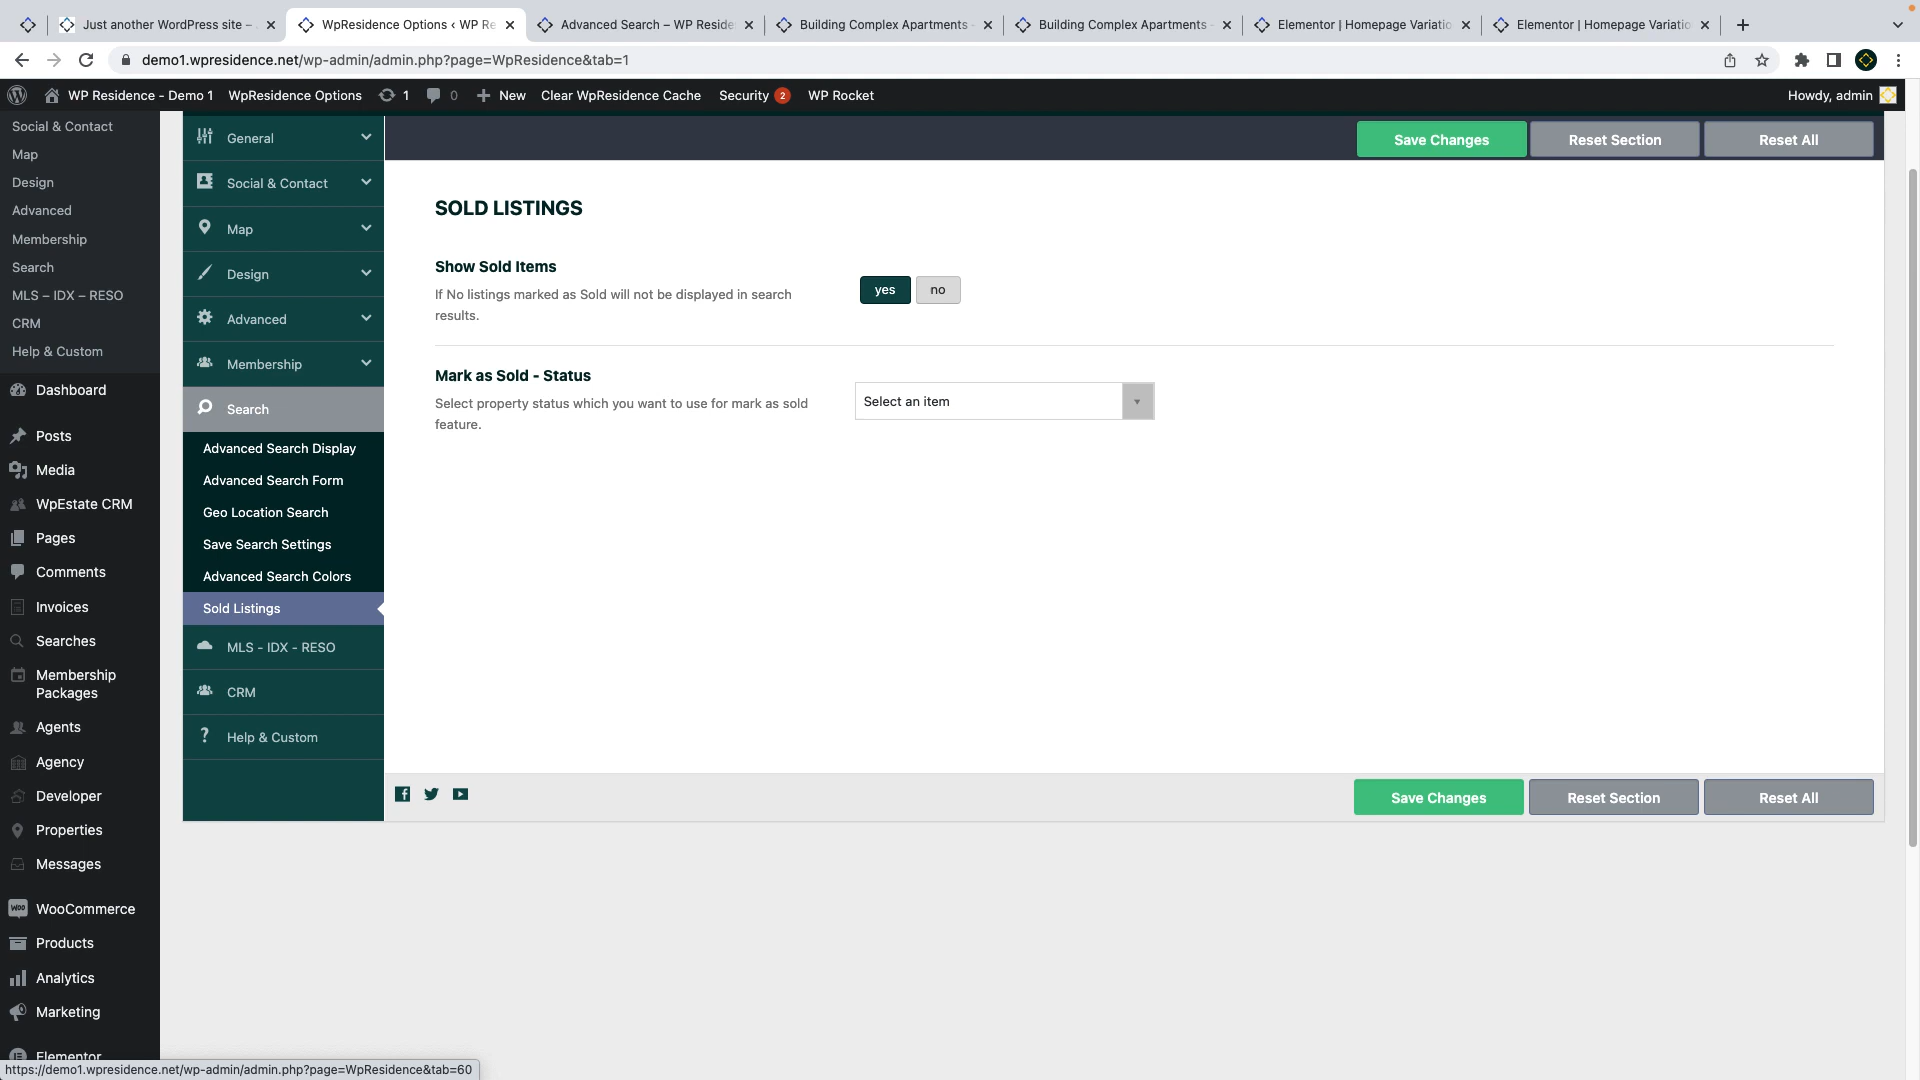 Just another WordPress site –
WpResidence Options ‹ WP Re
Advanced Search – WP Reside
Building Complex Apartments -
Building Complex Apartments -
Elementor | Homepage Variatio
Elementor | Homepage Variatio
demo1.wpresidence.net/wp-admin/admin.php?page=WpResidence&tab=1
WP Residence - Demo 1
WpResidence Options
1
0
New
Clear WpResidence Cache
Security 2
WP Rocket
Howdy, admin
Social & Contact
Map
Design
Advanced
Membership
Search
MLS – IDX – RESO
CRM
Help & Custom
Dashboard
Posts
Media
WpEstate CRM
Pages
Comments
Invoices
Searches
Membership
Packages
Agents
Agency
Developer
Properties
Messages
Woo
WooCommerce
Products
Analytics
Marketing
Elementor
General
Social & Contact
Map
Design
Advanced
Membership
Search
Advanced Search Display
Advanced Search Form
Geo Location Search
Save Search Settings
Advanced Search Colors
Sold Listings
MLS - IDX - RESO
CRM
Help & Custom
Save Changes
Reset Section
Reset All
SOLD LISTINGS
Show Sold Items
If No listings marked as Sold will not be displayed in search
results.
yes
no
Mark as Sold - Status
Select property status which you want to use for mark as sold
feature.
Select an item
Save Changes
Reset Section
Reset All
https://demo1.wpresidence.net/wp-admin/admin.php?page=WpResidence&tab=60